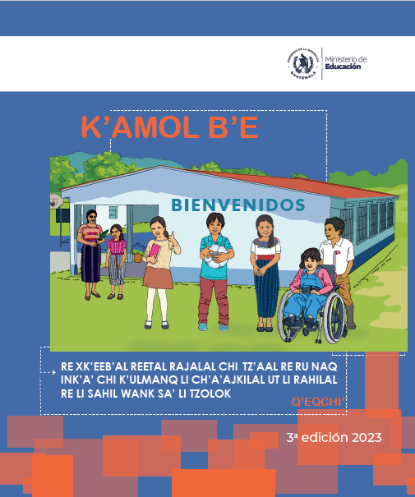 Ministerio de
Educación
GUATEMALA
K'AMOL B'E
BIENVENIDOS
RE XK'EEB'AL REETAL RAJALAL CHI TZ'AAL RE RU NAQ
INK'A' CHI K'ULMANQ LI CH'A'AJKILAL UT LI RAHILAL
RE LI SAHIL WANK SA' LI TZOLOK
Q'EQCHI'
3ª edición 2023